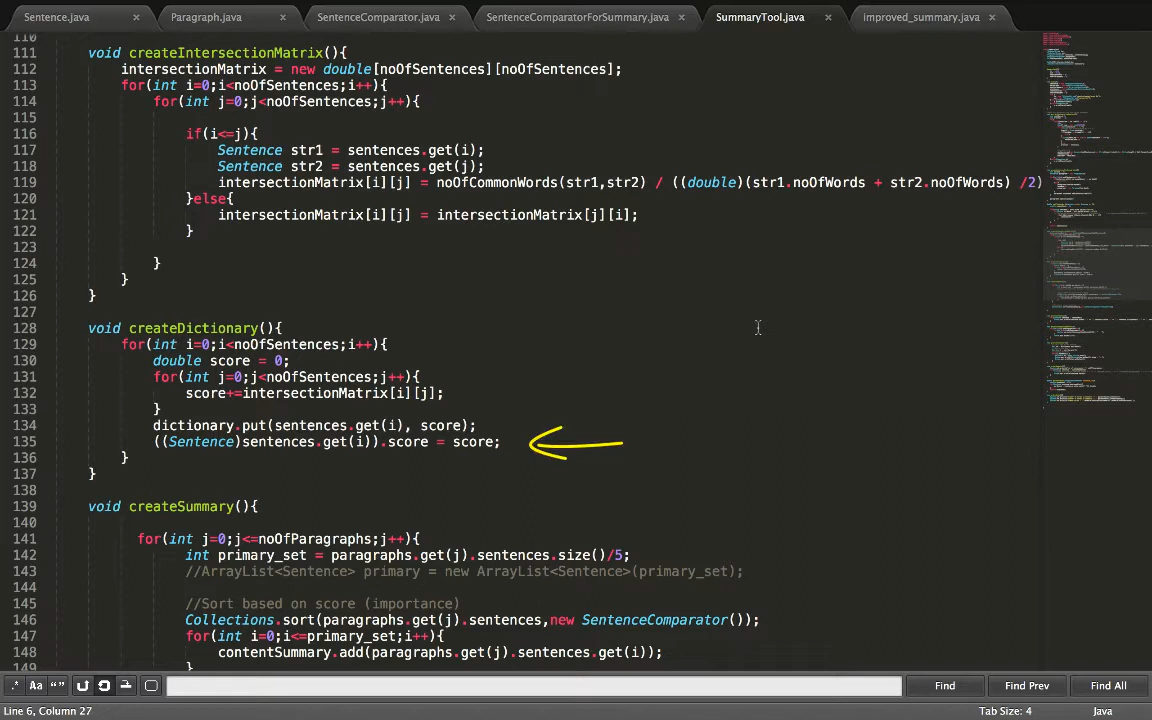 Sentence.java × Paragraph.java × SentenceComparator.java × SentenceComparatorForSummary.java × SummaryTool.java × improved_summary.java ×
110
111 void createIntersectionMatrix(){
112 intersectionMatrix = new double[noOfSentences][noOfSentences];
113 for(int i=0;i<noOfSentences;i++){
114 for(int j=0;j<noOfSentences;j++){
115
116 if(i<=j){
117 Sentence str1 = sentences.get(i);
118 Sentence str2 = sentences.get(j);
119 intersectionMatrix[i][j] = noOfCommonWords(str1,str2) / ((double)(str1.noOfWords + str2.noOfWords) /2)
120 }else{
121 intersectionMatrix[i][j] = intersectionMatrix[j][i];
122 }
123
124 }
125 }
126 }
127
128 void createDictionary(){
129 for(int i=0;i<noOfSentences;i++){
130 double score = 0;
131 for(int j=0;j<noOfSentences;j++){
132 score+=intersectionMatrix[i][j];
133 }
134 dictionary.put(sentences.get(i), score);
135 ((Sentence)sentences.get(i)).score = score;
136 }
137 }
138
139 void createSummary(){
140
141 for(int j=0;j<=noOfParagraphs;j++){
142 int primary_set = paragraphs.get(j).sentences.size()/5;
143 //ArrayList<Sentence> primary = new ArrayList<Sentence>(primary_set);
144
145 //Sort based on score (importance)
146 Collections.sort(paragraphs.get(j).sentences,new SentenceComparator());
147 for(int i=0;i<=primary_set;i++){
148 contentSummary.add(paragraphs.get(j).sentences.get(i));
149 }
.* Aa “” Find Find Prev Find All
Line 6, Column 27 Tab Size: 4 Java